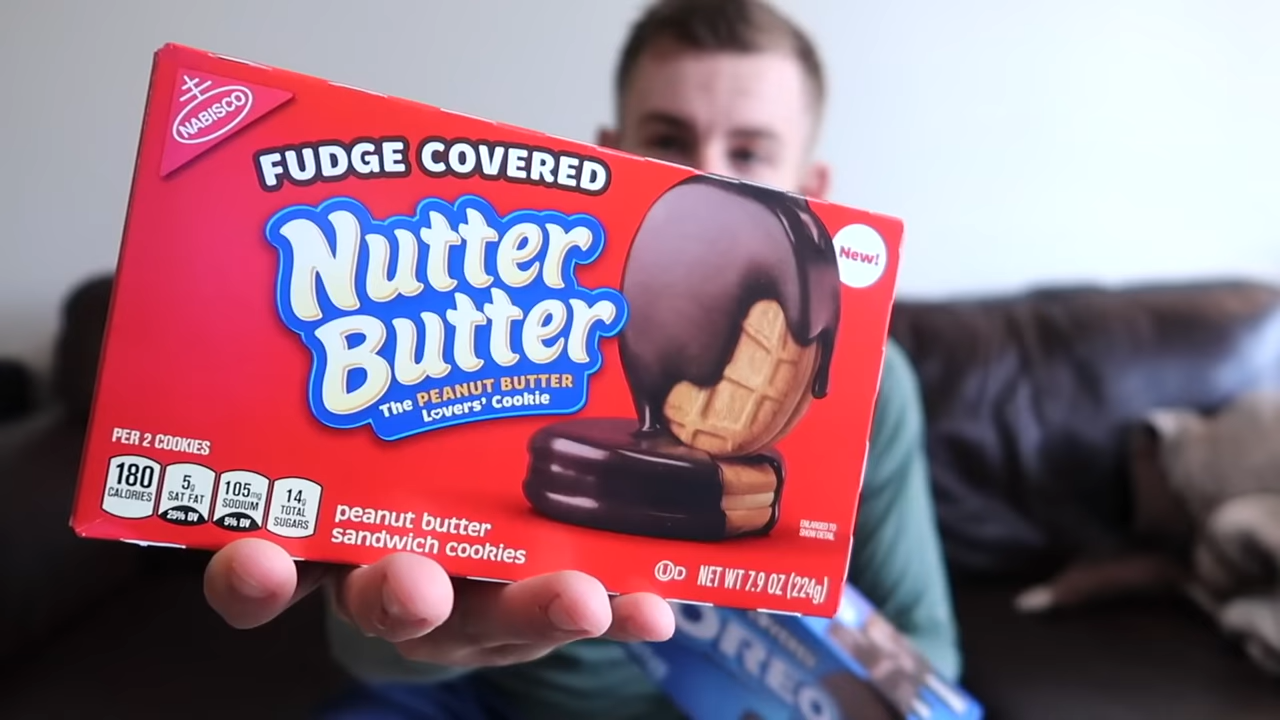 NABISCO
FUDGE COVERED
Nutter
Butter
The PEANUT BUTTER
Lovers' Cookie
New!
PER 2 COOKIES
180
CALORIES
5g
SAT FAT
25% DV
105mg
SODIUM
5% DV
14g
TOTAL
SUGARS
peanut butter
sandwich cookies
ENLARGED TO
SHOW DETAIL
UD NET WT 7.9 OZ (224g)
OREO